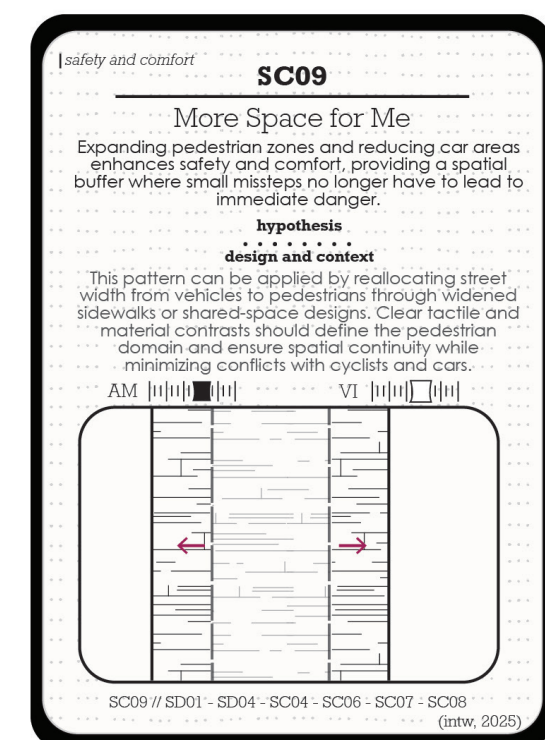 safety and comfort
SC09
More Space for Me
Expanding pedestrian zones and reducing car areas
enhances safety and comfort, providing a spatial
buffer where small missteps no longer have to lead to
immediate danger.
hypothesis
design and context
This pattern can be applied by reallocating street
width from vehicles to pedestrians through widened
sidewalks or shared-space designs. Clear tactile and
material contrasts should define the pedestrian
domain and ensure spatial continuity while
minimizing conflicts with cyclists and cars.
AM VI
SC09 // SD01 - SD04 - SC04 - SC06 - SC07 - SC08
(intw, 2025)